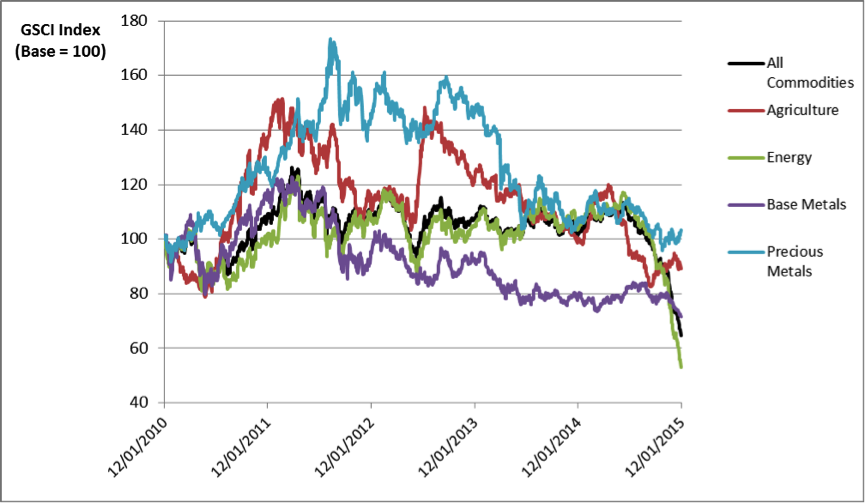 GSCI Index
(Base = 100)
180
160
140
120
100
80
60
40
12/01/2010
12/01/2011
12/01/2012
12/01/2013
12/01/2014
12/01/2015
All
Commodities
Agriculture
Energy
Base Metals
Precious
Metals